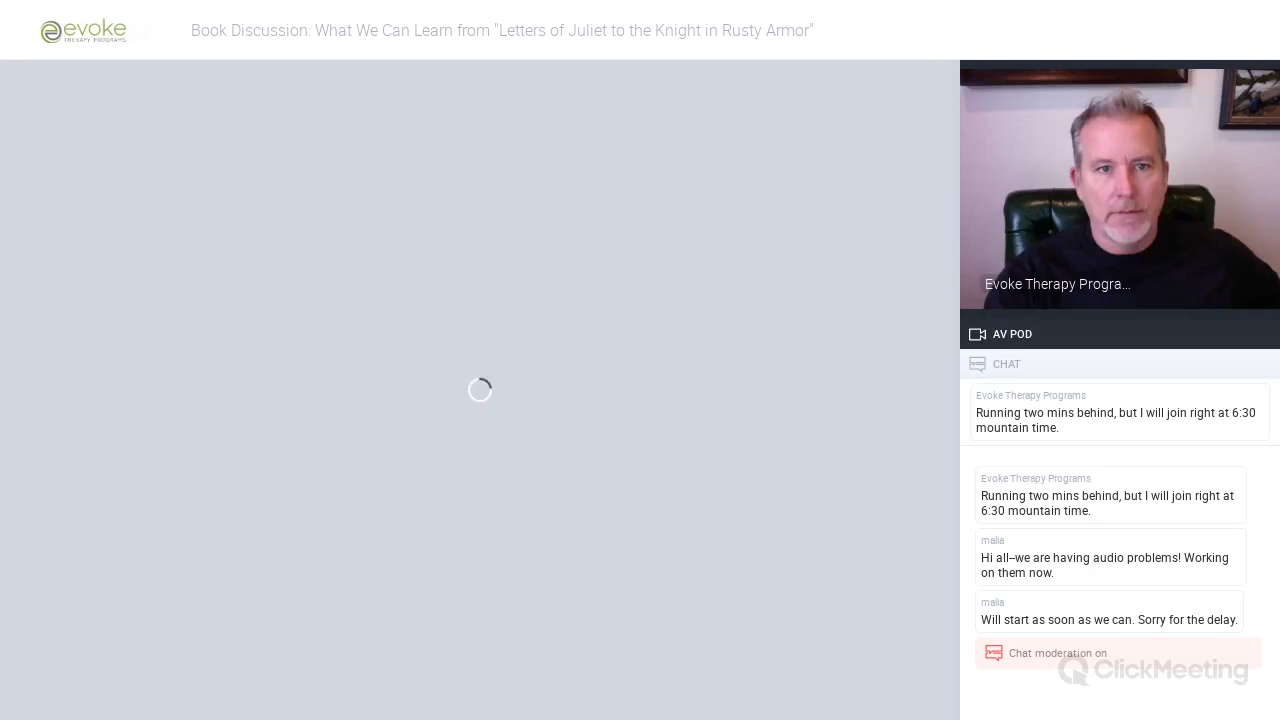 evoke
THERAPY PROGRAMS
Book Discussion: What We Can Learn from "Letters of Juliet to the Knight in Rusty Armor"
Evoke Therapy Progra...
AV POD
CHAT
Evoke Therapy Programs
Running two mins behind, but I will join right at 6:30
mountain time.
Evoke Therapy Programs
Running two mins behind, but I will join right at
6:30 mountain time.
malia
Hi all--we are having audio problems! Working
on them now.
malia
Will start as soon as we can. Sorry for the delay.
Chat moderation on
ClickMeeting